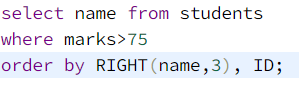 select name from students
where marks>75
order by RIGHT(name,3), ID;